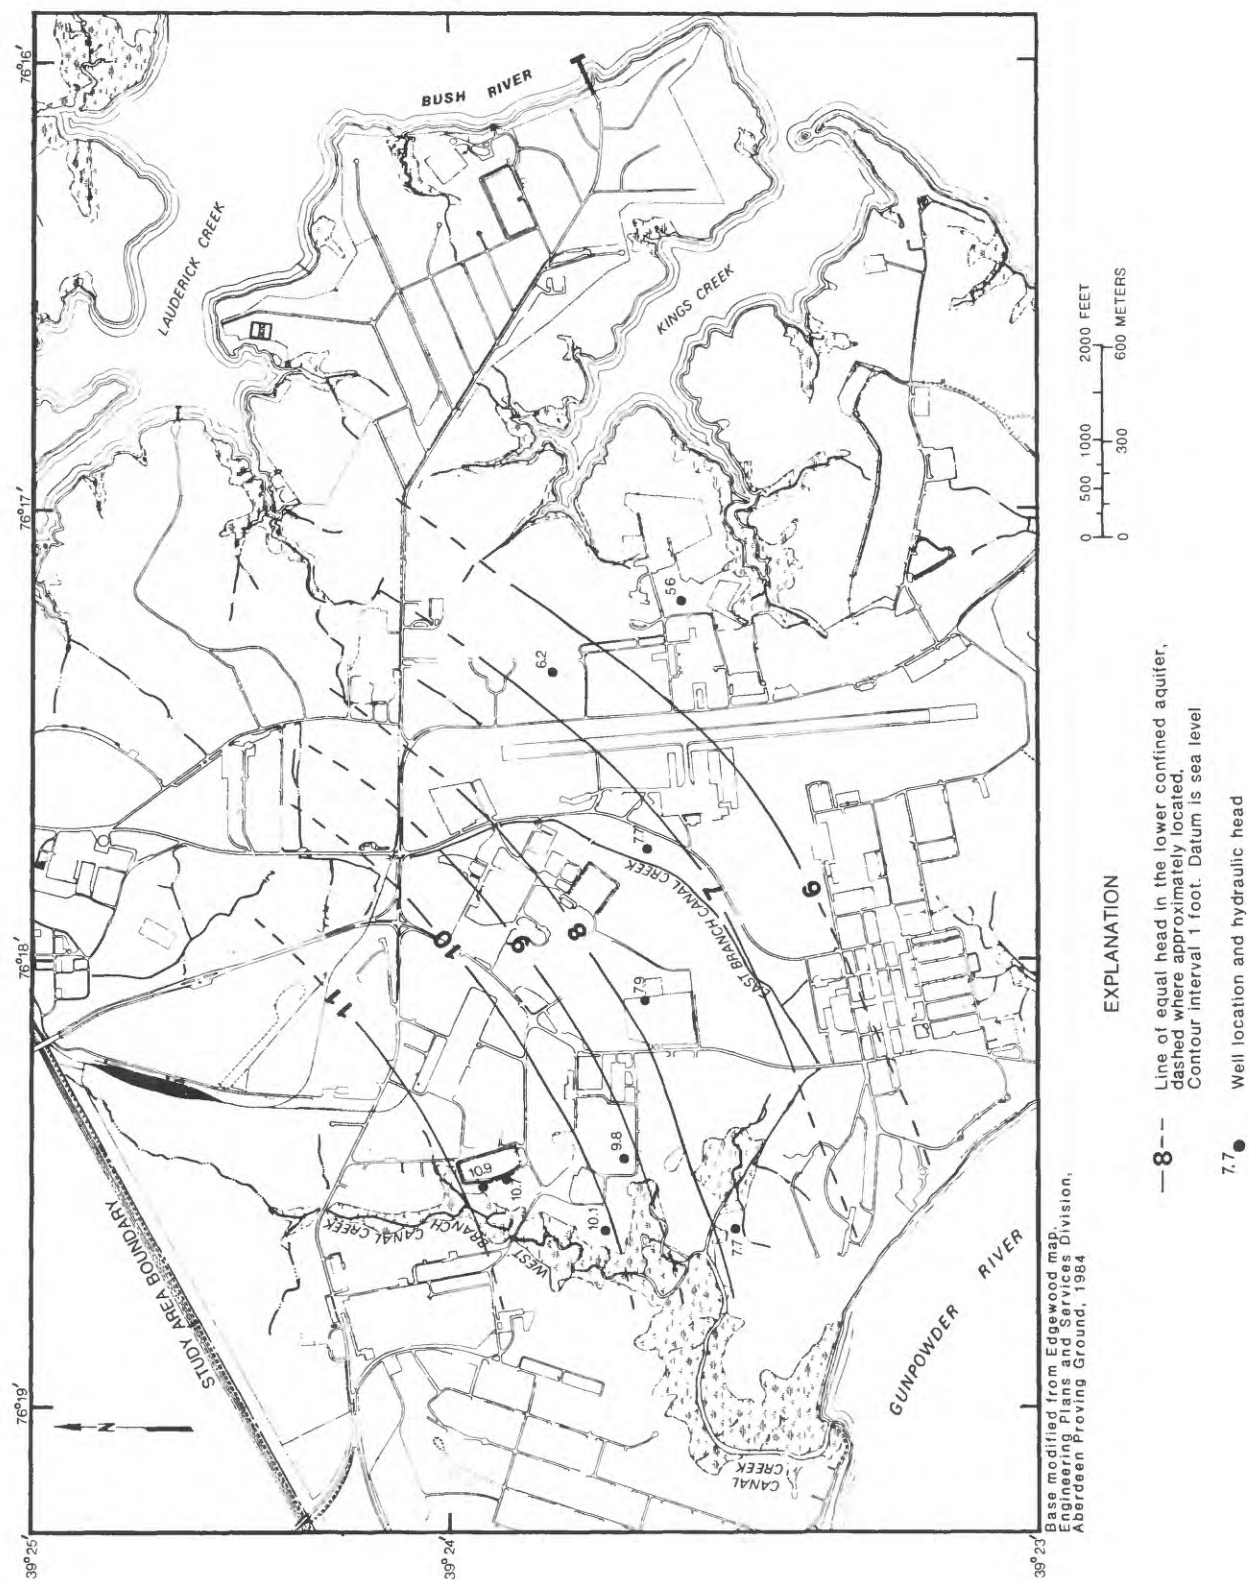 76°19'
76°18'
76°17'
76°16'
39°25'
39°24'
39°23'
N
STUDY AREA BOUNDARY
LAUDERICK CREEK
BUSH RIVER
KINGS CREEK
WEST
BRANCH CANAL CREEK
EAST BRANCH CANAL CREEK
CANAL
CREEK
GUNPOWDER RIVER
11
10
9
8
7
6
10.9
10.7
10.1
9.8
7.9
7.7
7.7
6.2
5.6
Base modified from Edgewood map,
Engineering Plans and Services Division,
Aberdeen Proving Ground, 1984
0 500 1000 2000 FEET
0 300 600 METERS
EXPLANATION
—8-- Line of equal head in the lower confined aquifer,
dashed where approximately located.
Contour interval 1 foot. Datum is sea level
7.7● Well location and hydraulic head